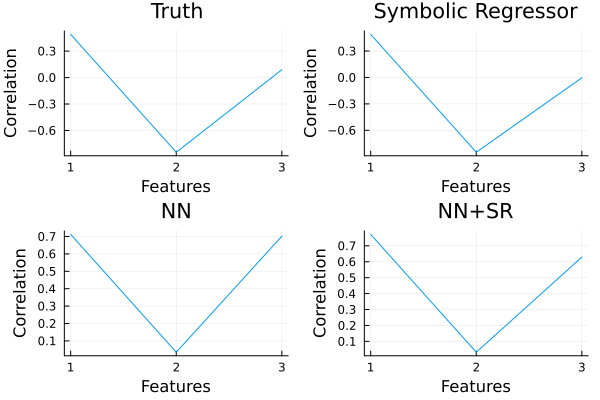 Truth
Correlation
0.3
0.0
−0.3
−0.6
1
2
3
Features
Symbolic Regressor
Correlation
0.3
0.0
−0.3
−0.6
1
2
3
Features
NN
Correlation
0.7
0.6
0.5
0.4
0.3
0.2
0.1
1
2
3
Features
NN+SR
Correlation
0.7
0.6
0.5
0.4
0.3
0.2
0.1
1
2
3
Features